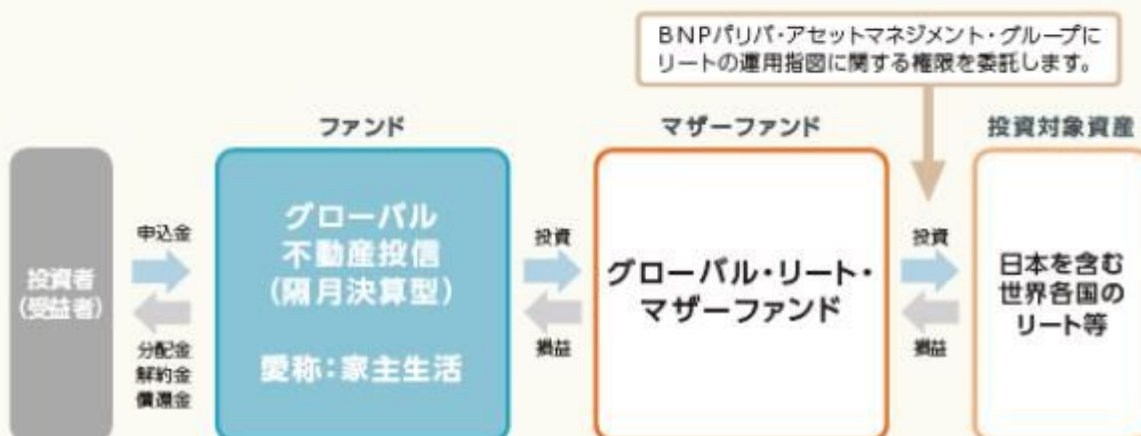 BNPパリバ・アセットマネジメント・グループに
リートの運用指図に関する権限を委託します。
ファンド
マザーファンド
投資対象資産
投資者
(受益者)
申込金
分配金
解約金
償還金
グローバル
不動産投信
(隔月決算型)
愛称:家主生活
投資
損益
グローバル・リート・
マザーファンド
投資
損益
日本を含む
世界各国の
リート等